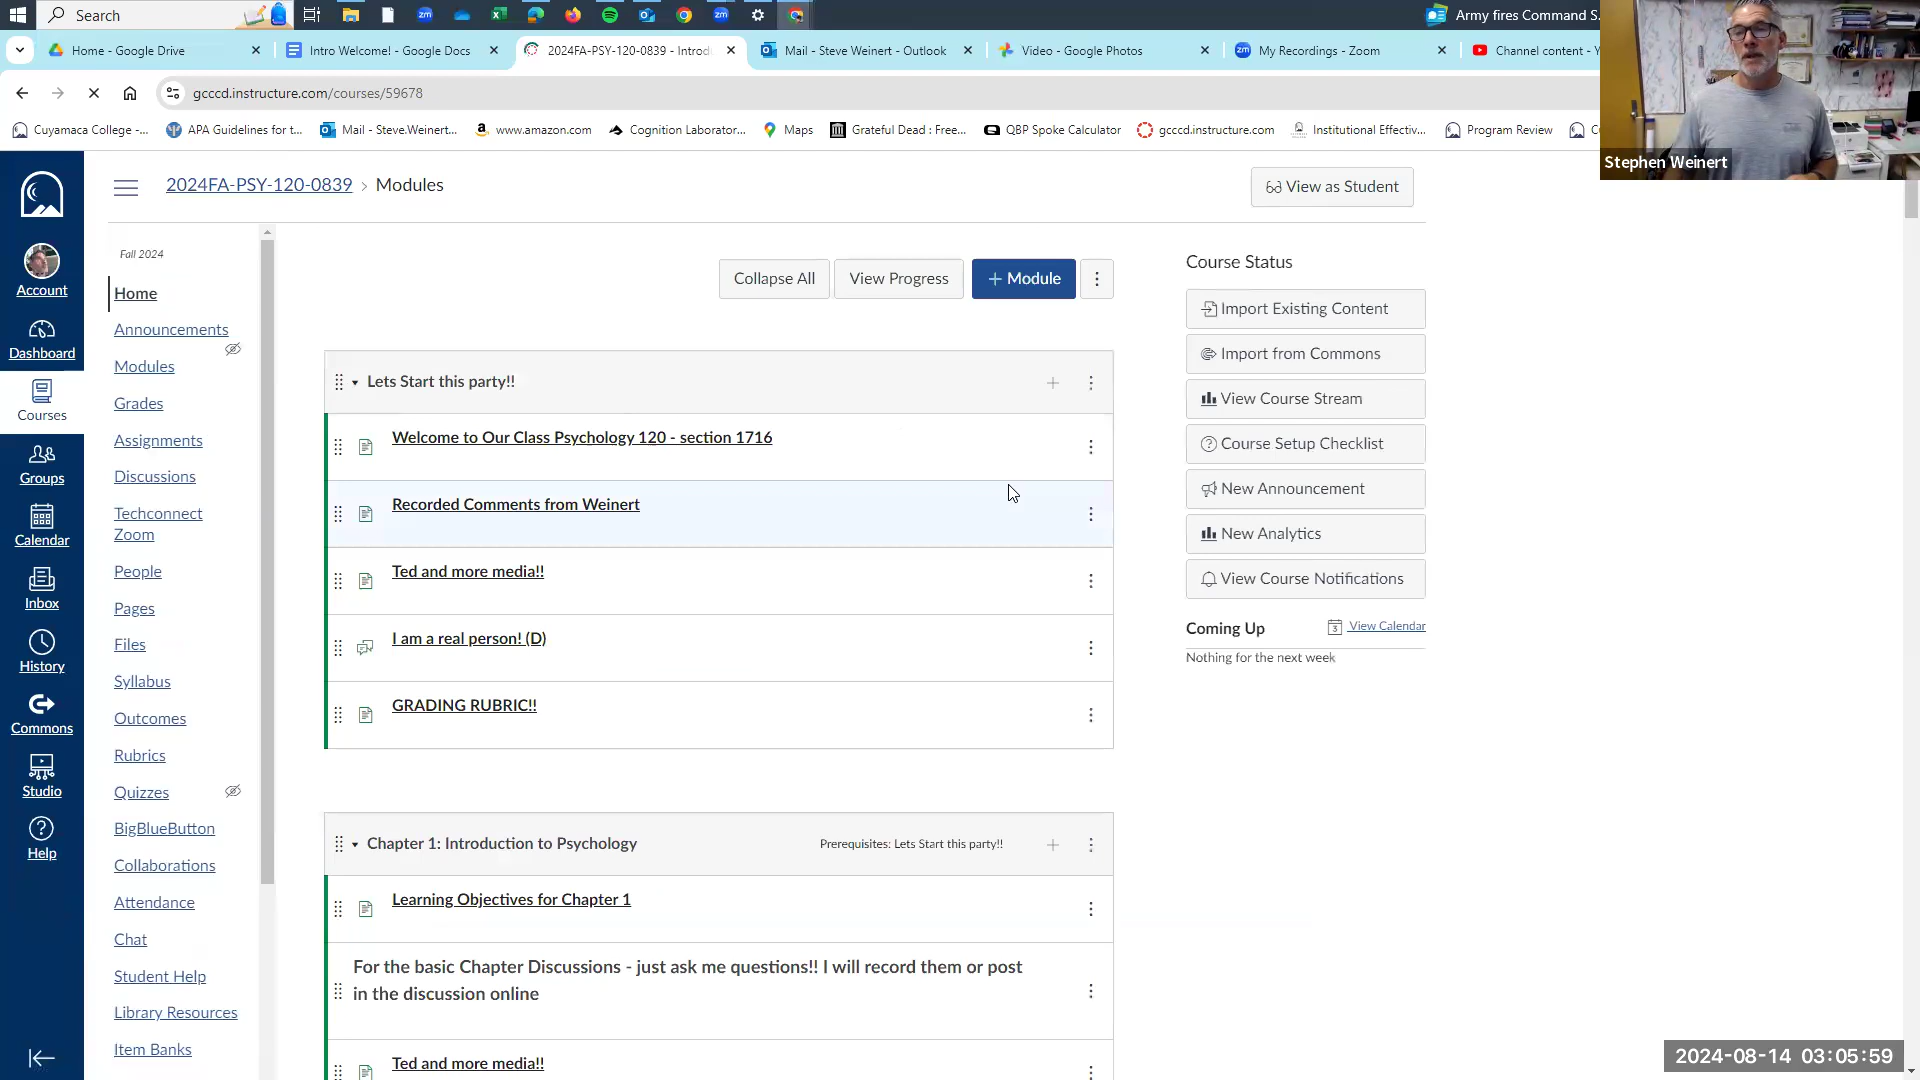 Search
Army fires Command S.
Home - Google Drive
Intro Welcome! - Google Docs
2024FA-PSY-120-0839 - Introd
Mail - Steve Weinert - Outlook
Video - Google Photos
My Recordings - Zoom
Channel content - Y
gcccd.instructure.com/courses/59678
Cuyamaca College -...
APA Guidelines for t...
Mail - Steve.Weinert...
www.amazon.com
Cognition Laborator...
Maps
Grateful Dead : Free...
QBP Spoke Calculator
gcccd.instructure.com
Institutional Effectiv...
Program Review
Stephen Weinert
2024FA-PSY-120-0839 › Modules
View as Student
Account
Dashboard
Courses
Groups
Calendar
Inbox
History
Commons
Studio
Help
Fall 2024
Home
Announcements
Modules
Grades
Assignments
Discussions
Techconnect
Zoom
People
Pages
Files
Syllabus
Outcomes
Rubrics
Quizzes
BigBlueButton
Collaborations
Attendance
Chat
Student Help
Library Resources
Item Banks
Collapse All
View Progress
+ Module
Lets Start this party!!
Welcome to Our Class Psychology 120 - section 1716
Recorded Comments from Weinert
Ted and more media!!
I am a real person! (D)
GRADING RUBRIC!!
Chapter 1: Introduction to Psychology
Prerequisites: Lets Start this party!!
Learning Objectives for Chapter 1
For the basic Chapter Discussions - just ask me questions!! I will record them or post
in the discussion online
Ted and more media!!
Course Status
Import Existing Content
Import from Commons
View Course Stream
Course Setup Checklist
New Announcement
New Analytics
View Course Notifications
Coming Up
3
View Calendar
Nothing for the next week
2024-08-14 03:05:59